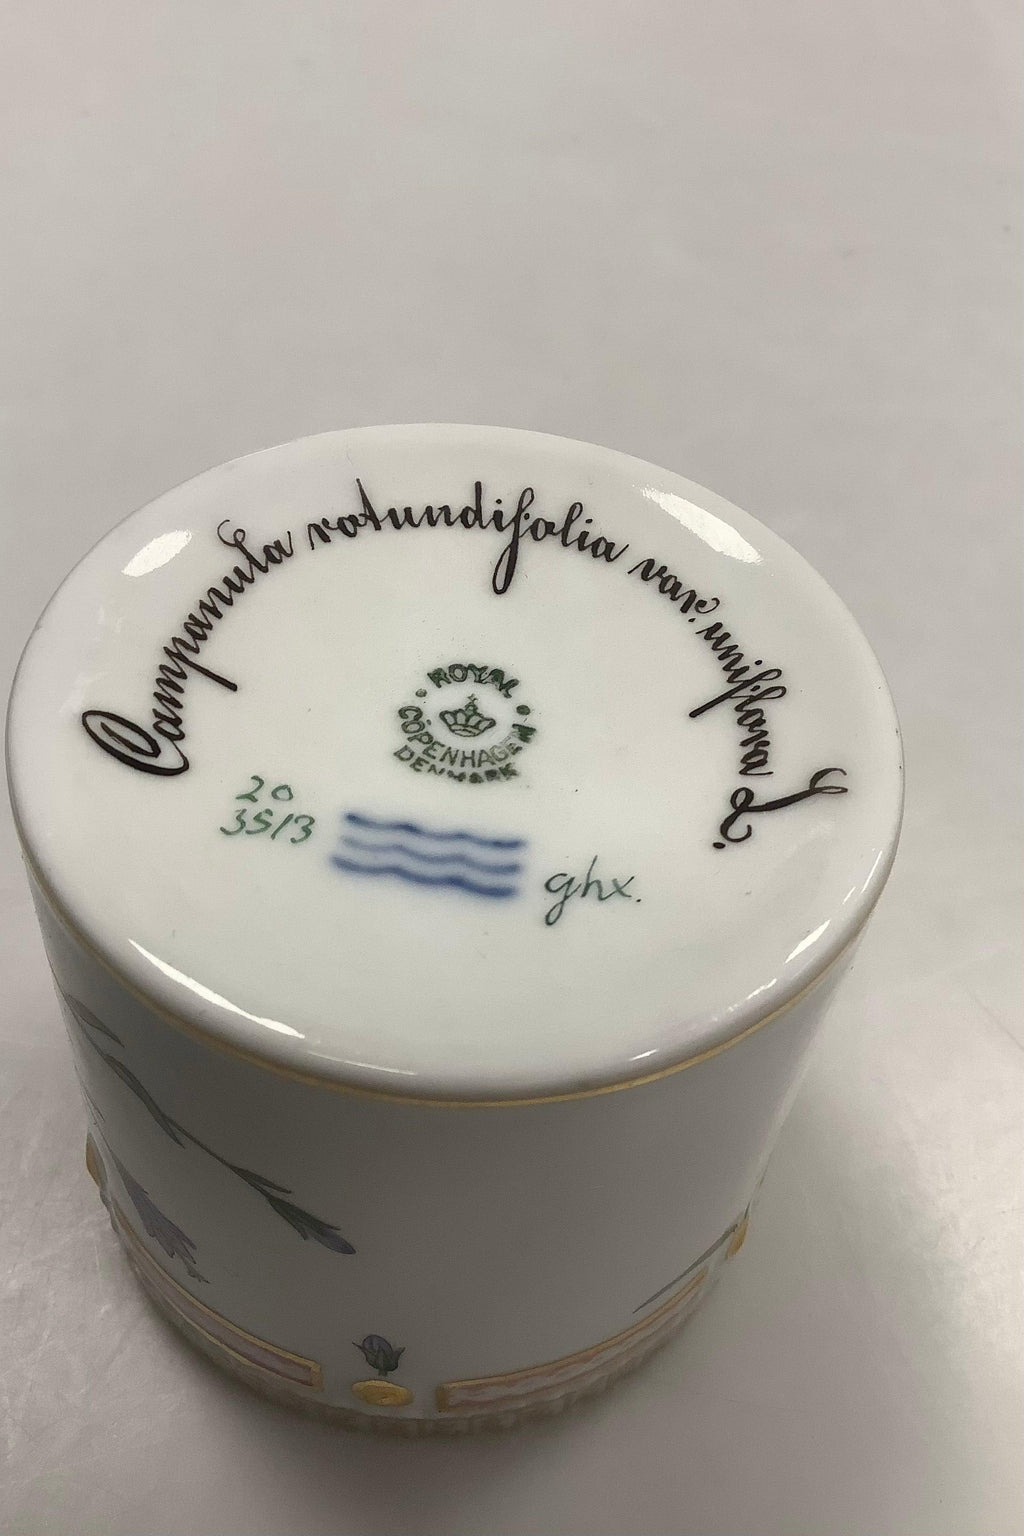 Campanula rotundifolia var. uniflora L.
ROYAL
COPENHAGEN
DENMARK
20
3513
ghx.